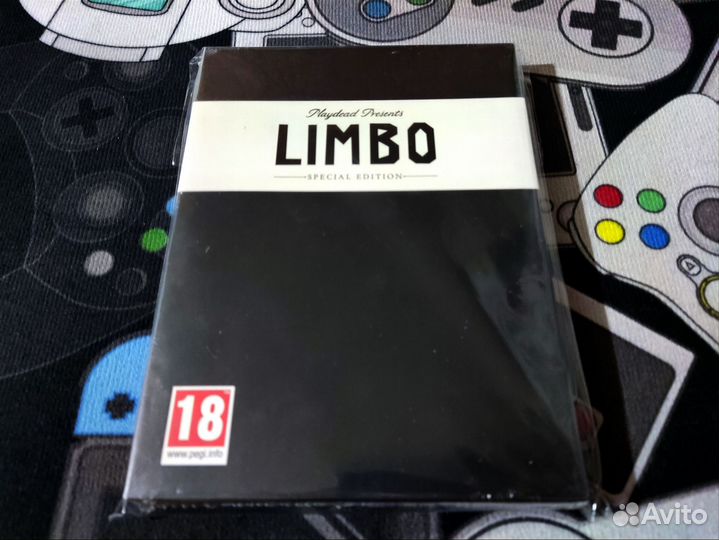 Playdead Presents
LIMBO
SPECIAL EDITION
18
www.pegi.info
A
Avito